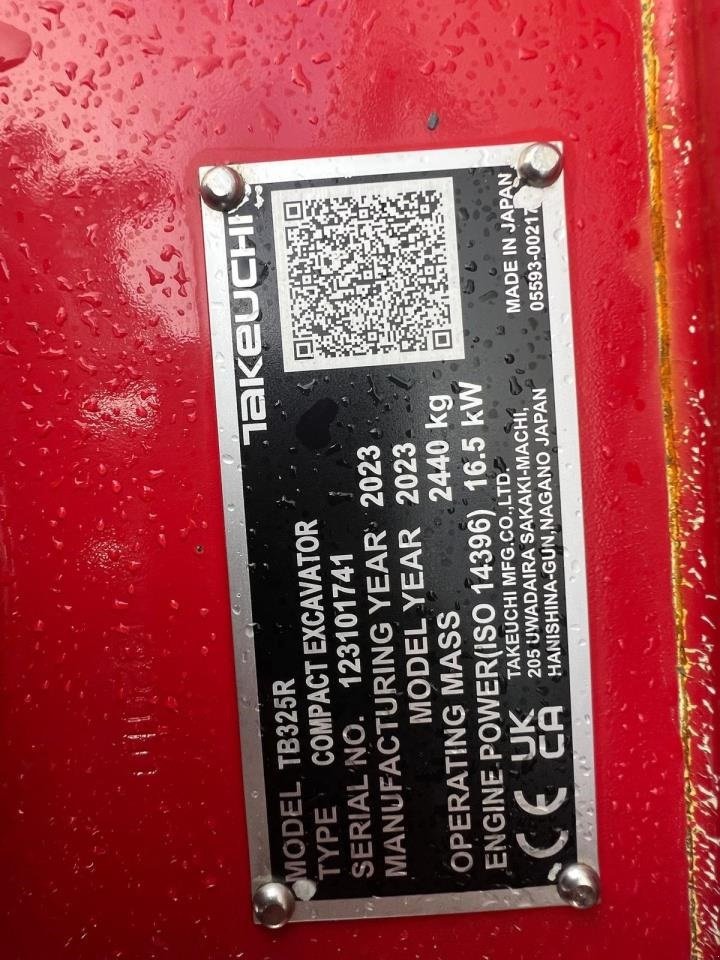 TAKEUCHI
MODEL TB325R
TYPE COMPACT EXCAVATOR
SERIAL NO. 123101741
MANUFACTURING YEAR 2023
MODEL YEAR 2023
OPERATING MASS 2440 kg
ENGINE POWER(ISO 14396) 16.5 kW
CE UK CA
TAKEUCHI MFG.CO.,LTD.
205 UWADAIRA SAKAKI-MACHI,
HANISHINA-GUN,NAGANO JAPAN
MADE IN JAPAN
05593-00217